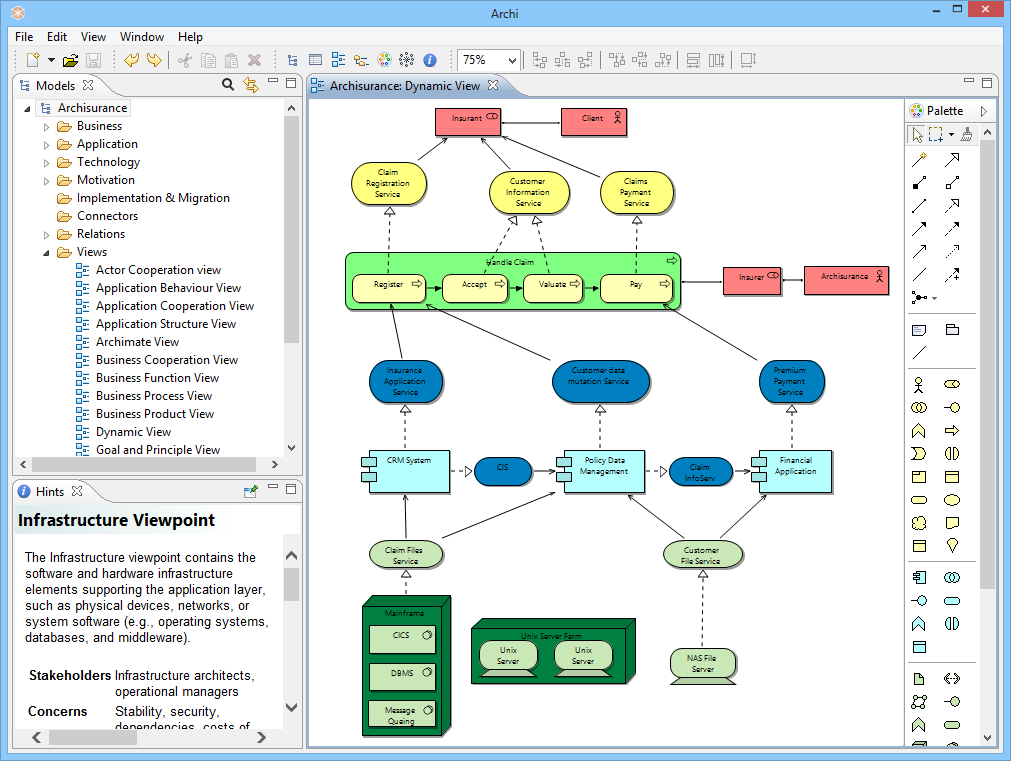 Archi
File Edit View Window Help
75%
Models
Archisurance
Business
Application
Technology
Motivation
Implementation & Migration
Connectors
Relations
Views
Actor Cooperation view
Application Behaviour View
Application Cooperation View
Application Structure View
Archimate View
Business Cooperation View
Business Function View
Business Process View
Business Product View
Dynamic View
Goal and Principle View
Hints
Infrastructure Viewpoint
The Infrastructure viewpoint contains the
software and hardware infrastructure
elements supporting the application layer,
such as physical devices, networks, or
system software (e.g., operating systems,
databases, and middleware).
Stakeholders Infrastructure architects,
operational managers
Concerns Stability, security,
dependencies, costs of
Archisurance: Dynamic View
Insurant
Client
Claim
Registration
Service
Customer
Information
Service
Claims
Payment
Service
Handle Claim
Register
Accept
Valuate
Pay
Insurer
Archisurance
Insurance
Application
Service
Customer data
mutation Service
Premium
Payment
Service
CRM System
CIS
Policy Data
Management
Claim
InfoServ
Financial
Application
Claim Files
Service
Customer
File Service
Mainframe
CICS
DBMS
Message
Queing
Unix Server Farm
Unix
Server
Unix
Server
NAS File
Server
Palette